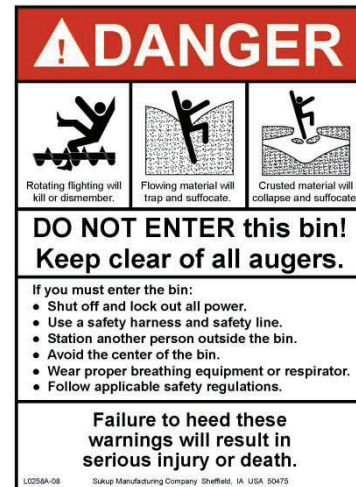 DANGER
Rotating flighting will
kill or dismember.
Flowing material will
trap and suffocate.
Crusted material will
collapse and suffocate.
DO NOT ENTER this bin!
Keep clear of all augers.
If you must enter the bin:
• Shut off and lock out all power.
• Use a safety harness and safety line.
• Station another person outside the bin.
• Avoid the center of the bin.
• Wear proper breathing equipment or respirator.
• Follow applicable safety regulations.
Failure to heed these
warnings will result in
serious injury or death.
L0258A-08 Sukup Manufacturing Company Sheffield, IA USA 50475